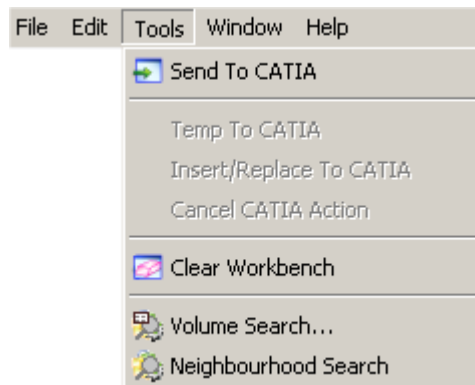 File Edit Tools Window Help
Send To CATIA
Temp To CATIA
Insert/Replace To CATIA
Cancel CATIA Action
Clear Workbench
Volume Search...
Neighbourhood Search